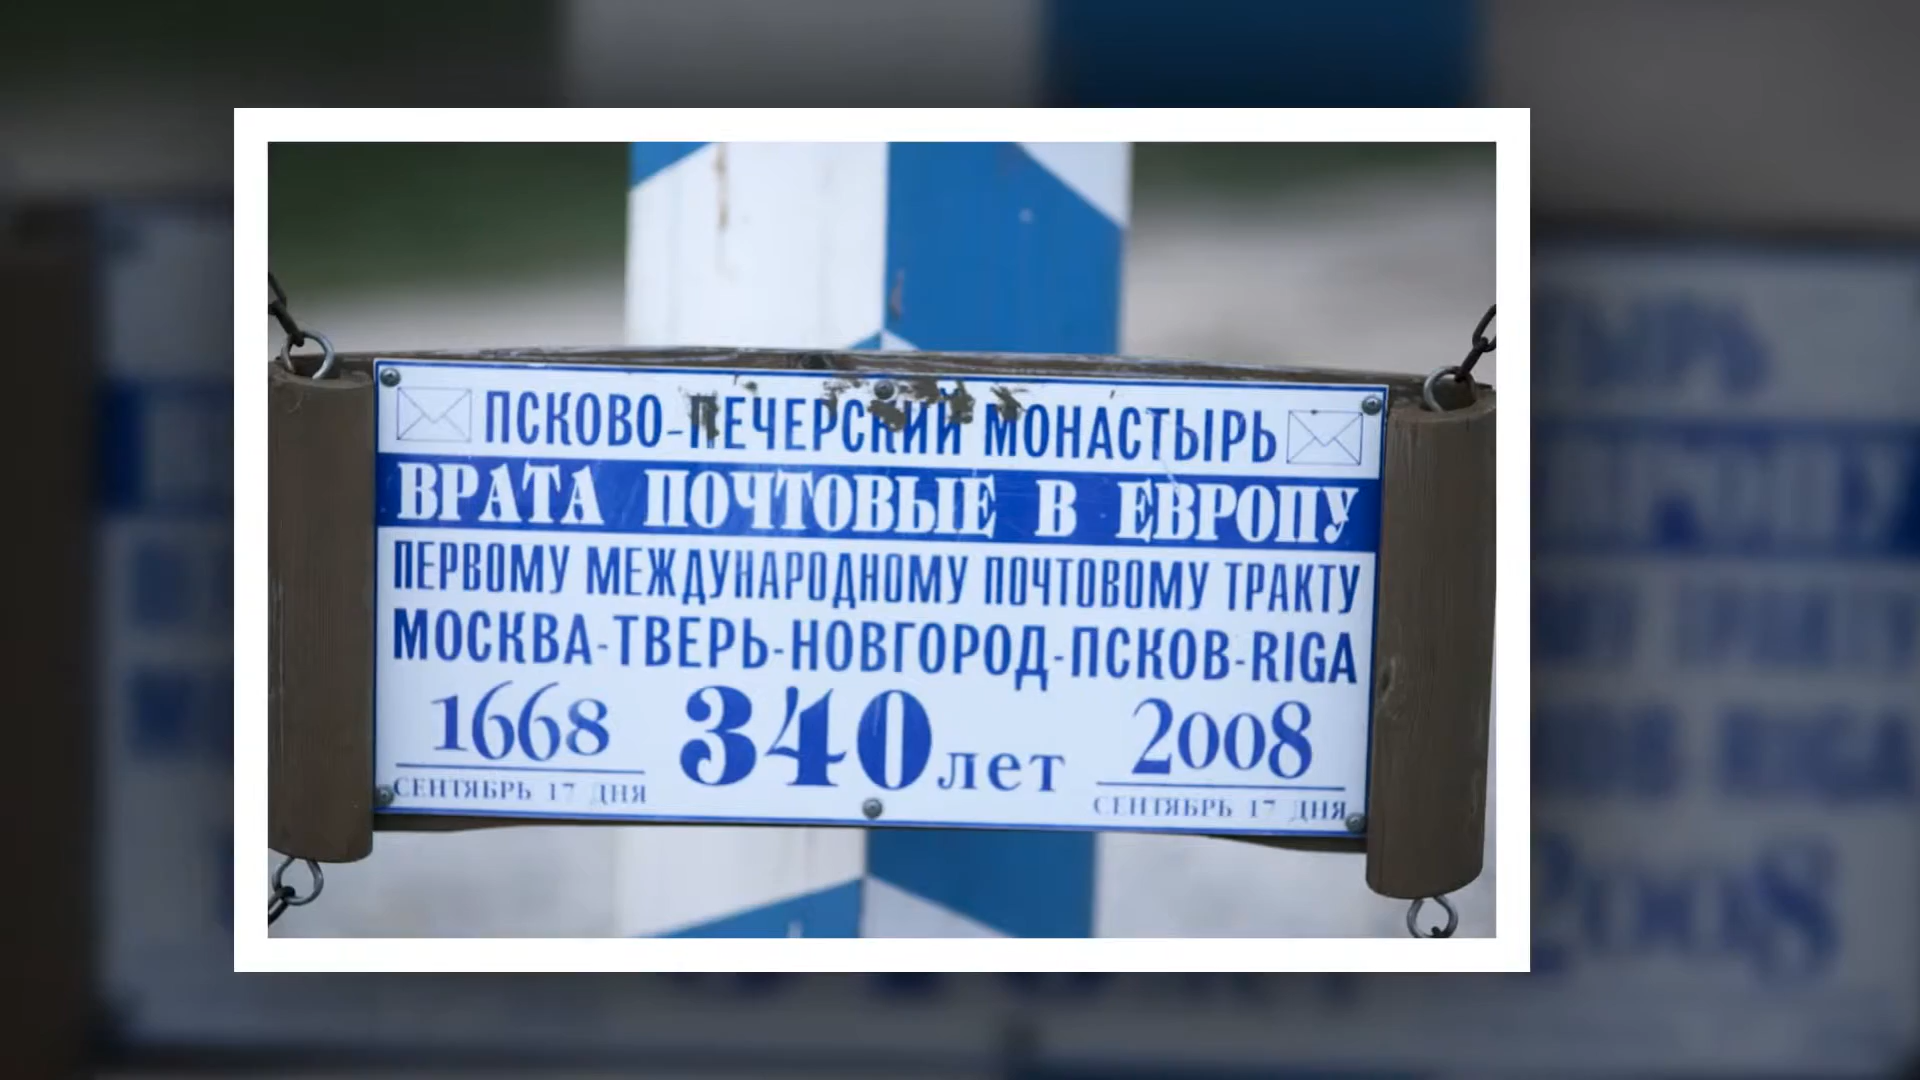 ПСКОВО-ПЕЧЕРСКИЙ МОНАСТЫРЬ
ВРАТА ПОЧТОВЫЕ В ЕВРОПУ
ПЕРВОМУ МЕЖДУНАРОДНОМУ ПОЧТОВОМУ ТРАКТУ
МОСКВА-ТВЕРЬ-НОВГОРОД-ПСКОВ-RIGA
1668 340 лет 2008
СЕНТЯБРЬ 17 ДНЯ СЕНТЯБРЬ 17 ДНЯ